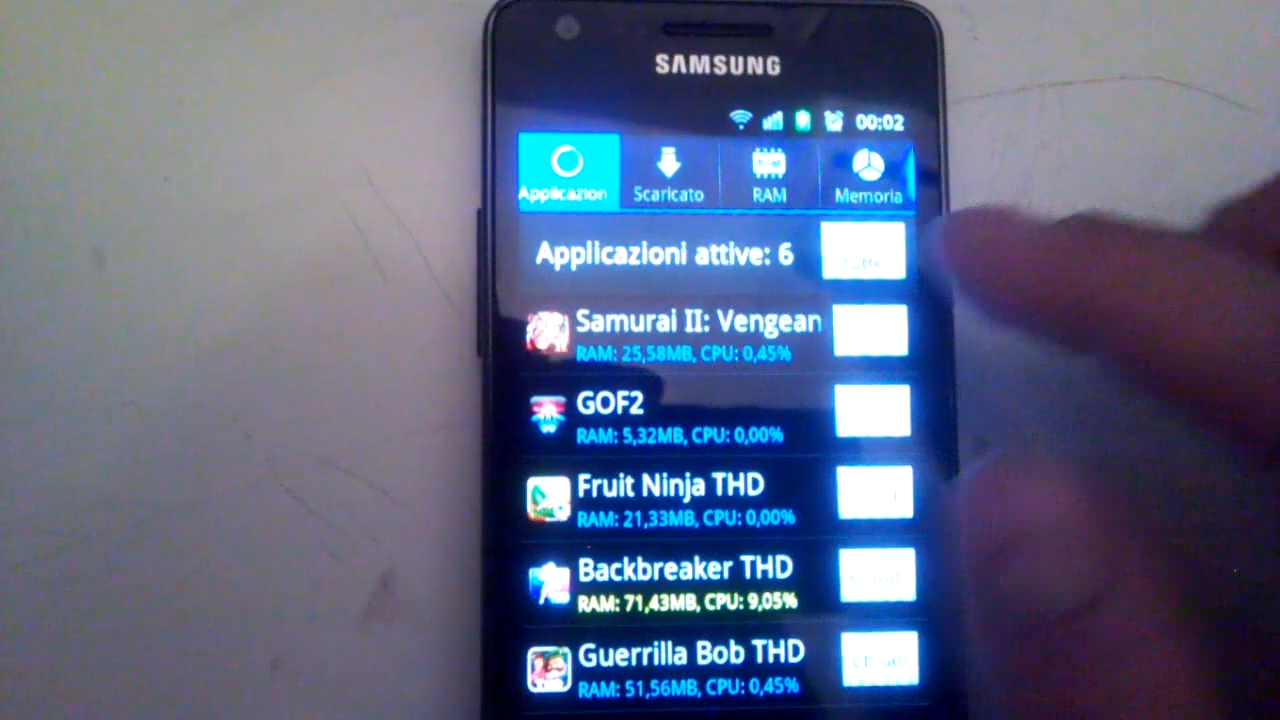 SAMSUNG
00:02
Applicazion
Scaricato
RAM
Memoria
Applicazioni attive: 6
Samurai II: Vengean
RAM: 25,58MB, CPU: 0,45%
GOF2
RAM: 5,32MB, CPU: 0,00%
Fruit Ninja THD
RAM: 21,33MB, CPU: 0,00%
Backbreaker THD
RAM: 71,43MB, CPU: 9,05%
Guerrilla Bob THD
RAM: 51,56MB, CPU: 0,45%